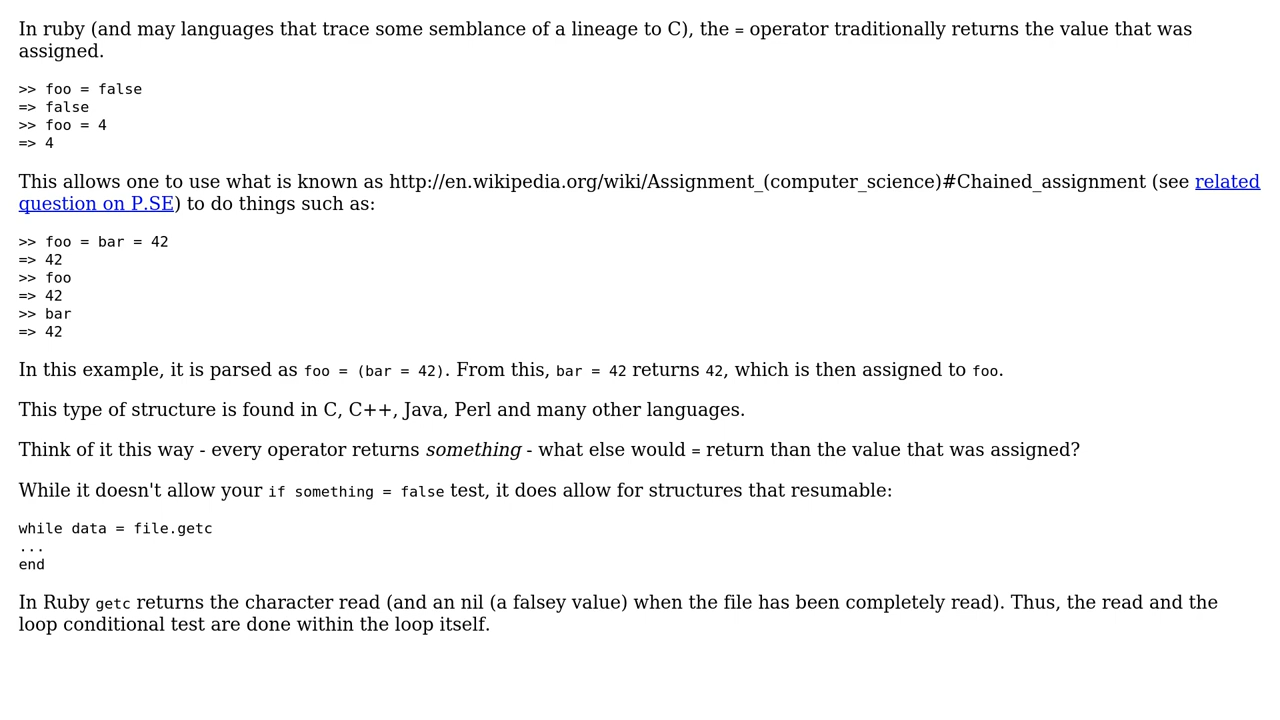 In ruby (and may languages that trace some semblance of a lineage to C), the = operator traditionally returns the value that was
assigned.
>> foo = false
=> false
>> foo = 4
=> 4
This allows one to use what is known as http://en.wikipedia.org/wiki/Assignment_(computer_science)#Chained_assignment (see related
question on P.SE) to do things such as:
>> foo = bar = 42
=> 42
>> foo
=> 42
>> bar
=> 42
In this example, it is parsed as foo = (bar = 42). From this, bar = 42 returns 42, which is then assigned to foo.
This type of structure is found in C, C++, Java, Perl and many other languages.
Think of it this way - every operator returns something - what else would = return than the value that was assigned?
While it doesn't allow your if something = false test, it does allow for structures that resumable:
while data = file.getc
...
end
In Ruby getc returns the character read (and an nil (a falsey value) when the file has been completely read). Thus, the read and the
loop conditional test are done within the loop itself.